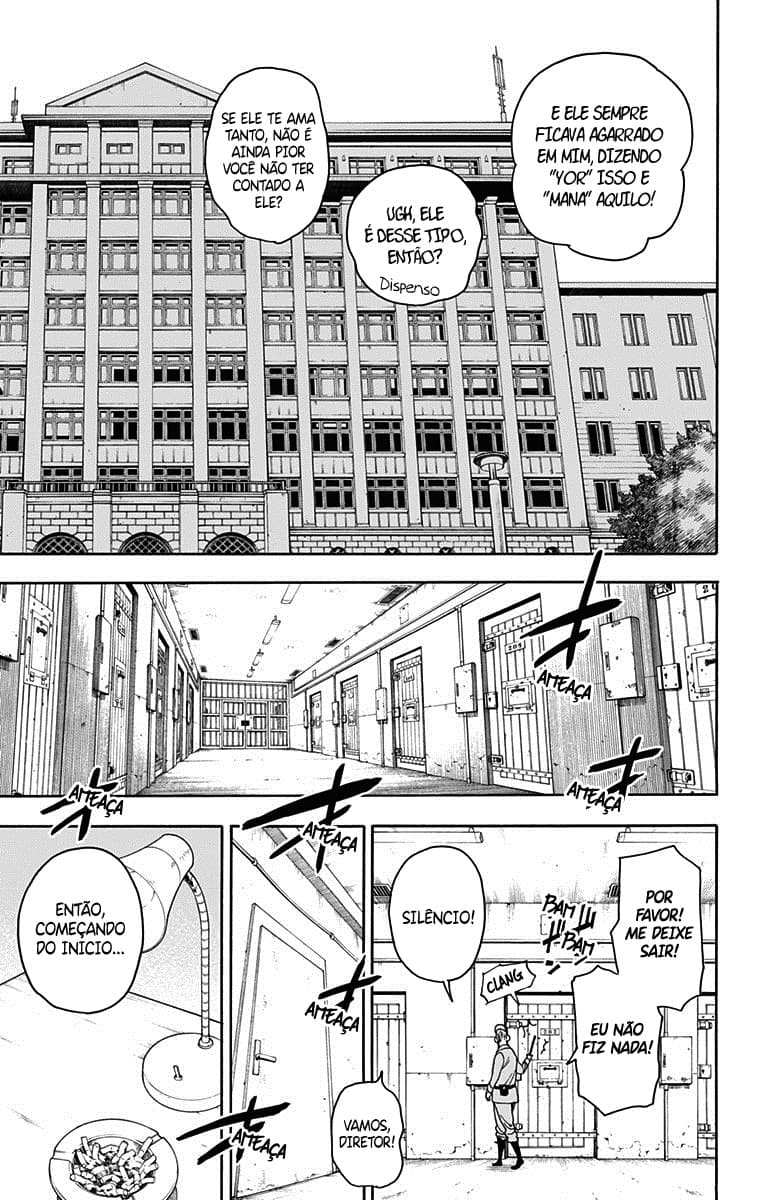 E ELE SEMPRE
FICAVA AGARRADO
EM MIM, DIZENDO
"YOR" ISSO E
"MANA" AQUILO!
UGH, ELE
É DESSE TIPO,
ENTÃO?
Dispenso
SE ELE TE AMA
TANTO, NÃO É
AINDA PIOR
VOCÊ NÃO TER
CONTADO A
ELE?
AMEAÇA
AMEAÇA
309
AMEAÇA
AMEAÇA
POR
FAVOR!
ME DEIXE
SAIR!
EU NÃO
FIZ NADA!
BAM
BAM
CLANG
SILÊNCIO!
AMEAÇA
VAMOS,
DIRETOR!
AMEAÇA
AMEAÇA
ENTÃO,
COMEÇANDO
DO INICIO...